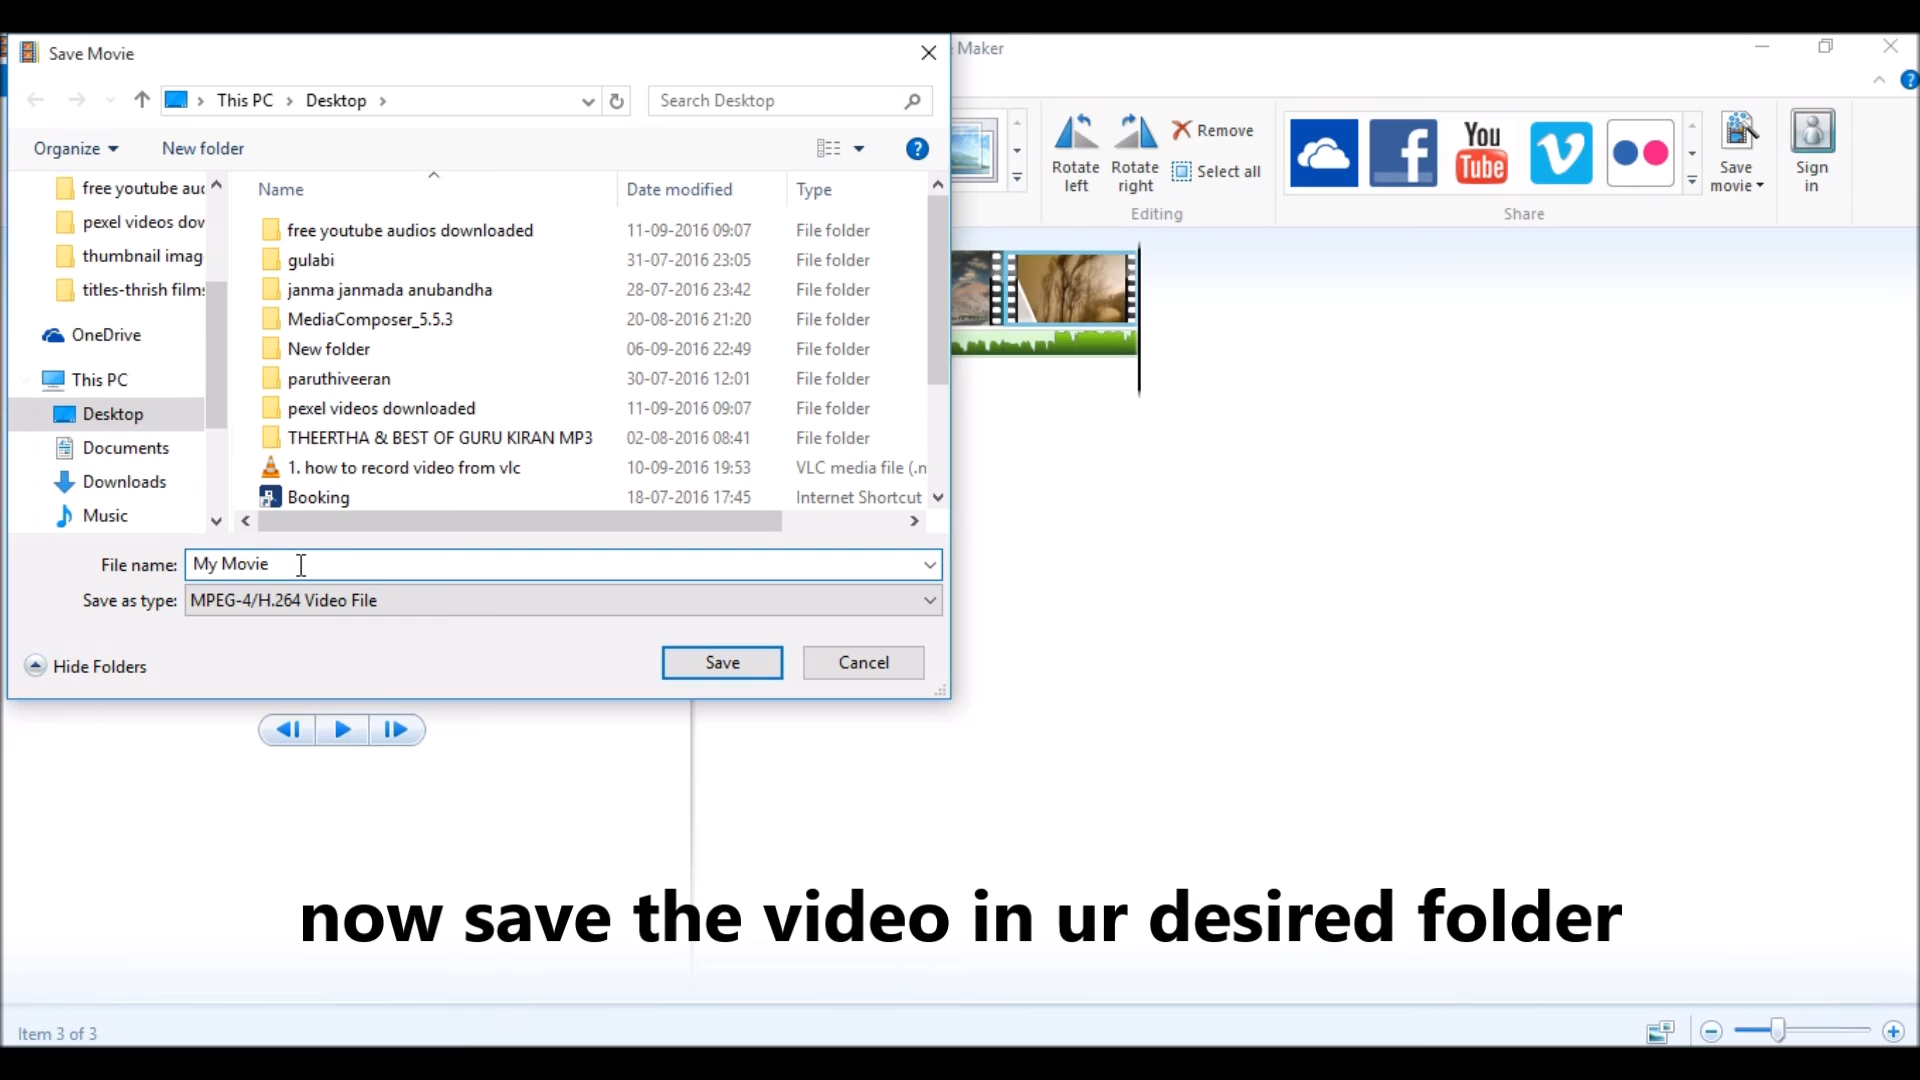 Save Movie
Maker
This PC
Desktop
Search Desktop
Organize
New folder
Name
Date modified
Type
free youtube aud
pexel videos dov
thumbnail imag
titles-thrish films
OneDrive
This PC
Desktop
Documents
Downloads
Music
free youtube audios downloaded 11-09-2016 09:07 File folder
gulabi 31-07-2016 23:05 File folder
janma janmada anubandha 28-07-2016 23:42 File folder
MediaComposer_5.5.3 20-08-2016 21:20 File folder
New folder 06-09-2016 22:49 File folder
paruthiveeran 30-07-2016 12:01 File folder
pexel videos downloaded 11-09-2016 09:07 File folder
THEERTHA & BEST OF GURU KIRAN MP3 02-08-2016 08:41 File folder
1. how to record video from vlc 10-09-2016 19:53 VLC media file (.n
Booking 18-07-2016 17:45 Internet Shortcut
File name: My Movie
Save as type: MPEG-4/H.264 Video File
Hide Folders
Save
Cancel
Rotate left
Rotate right
Remove
Select all
Editing
You Tube
Share
Save movie
Sign in
now save the video in ur desired folder
Item 3 of 3